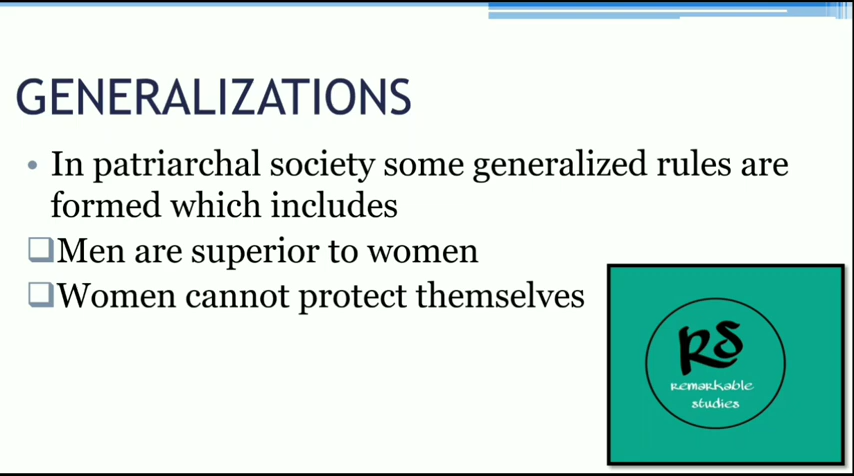 GENERALIZATIONS
• In patriarchal society some generalized rules are
formed which includes
❑Men are superior to women
❑Women cannot protect themselves
RS
remarkable
studies